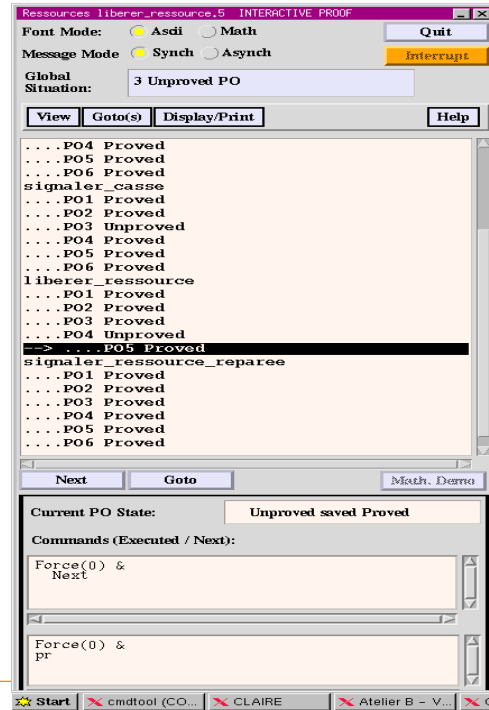 Ressources liberer_ressource.5 INTERACTIVE PROOF
Font Mode: Ascii Math Quit
Message Mode Synch Asynch Interrupt
Global Situation: 3 Unproved PO
View Goto(s) Display/Print Help
....PO4 Proved
....PO5 Proved
....PO6 Proved
signaler_casse
....PO1 Proved
....PO2 Proved
....PO3 Unproved
....PO4 Proved
....PO5 Proved
....PO6 Proved
liberer_ressource
....PO1 Proved
....PO2 Proved
....PO3 Proved
....PO4 Unproved
--> ....PO5 Proved
signaler_ressource_reparee
....PO1 Proved
....PO2 Proved
....PO3 Proved
....PO4 Proved
....PO5 Proved
....PO6 Proved
Next Goto Math. Demo
Current PO State: Unproved saved Proved
Commands (Executed / Next):
Force(0) &
Next
Force(0) &
pr
Start cmdtool (CO... CLAIRE Atelier B - V...